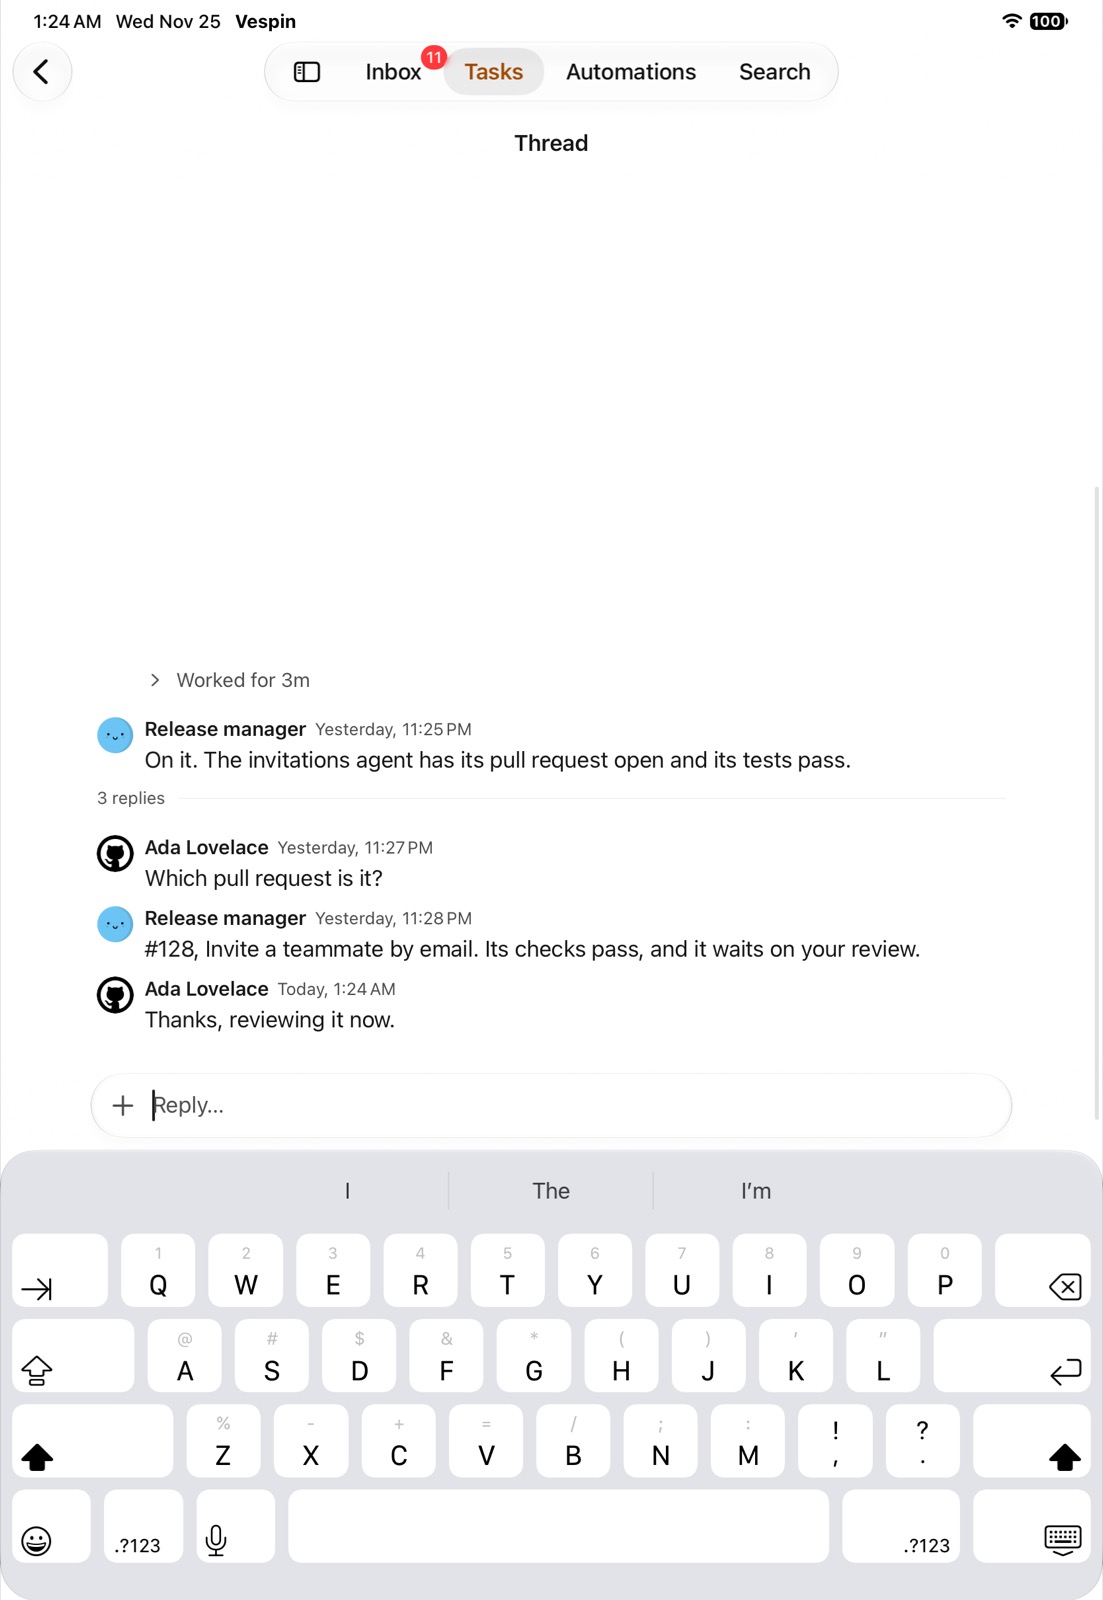 1:24 AM Wed Nov 25 Vespin
100
Inbox
11
Tasks
Automations
Search
Thread
Worked for 3m
Release manager Yesterday, 11:25 PM
On it. The invitations agent has its pull request open and its tests pass.
3 replies
Ada Lovelace Yesterday, 11:27 PM
Which pull request is it?
Release manager Yesterday, 11:28 PM
#128, Invite a teammate by email. Its checks pass, and it waits on your review.
Ada Lovelace Today, 1:24 AM
Thanks, reviewing it now.
Reply...
I The I'm
1 2 3 4 5 6 7 8 9 0
Q W E R T Y U I O P
@ # $ & * ( ) ' "
A S D F G H J K L
% - + = / ; : ! ?
Z X C V B N M , .
.?123 .?123